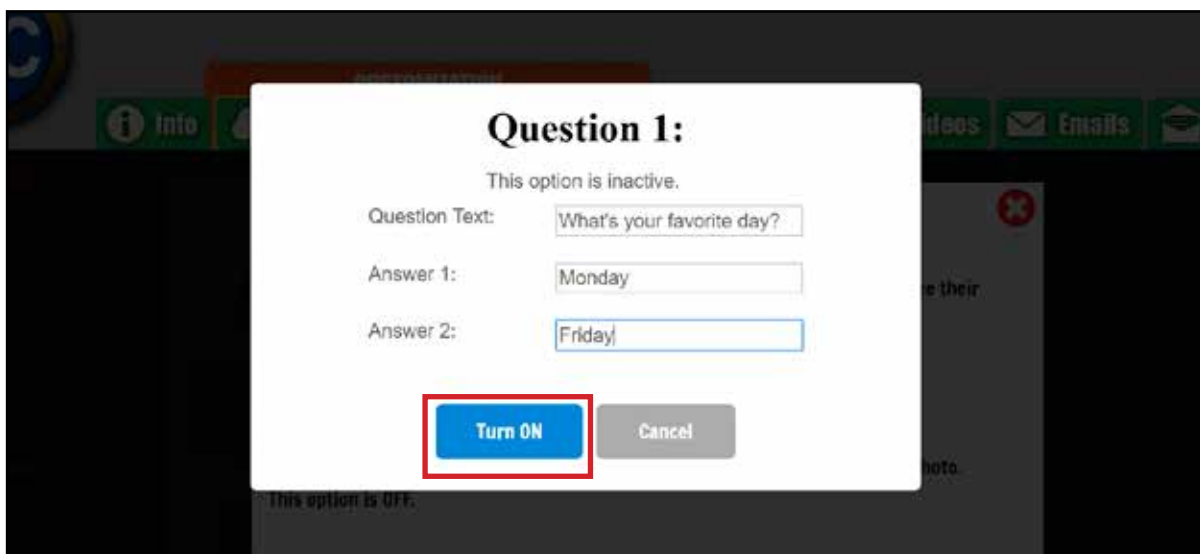 C
Info
ideos
Emails
Question 1:
This option is inactive.
Question Text: What's your favorite day?
Answer 1: Monday
e their
Answer 2: Friday
Turn ON Cancel
hoto.
This option is OFF.